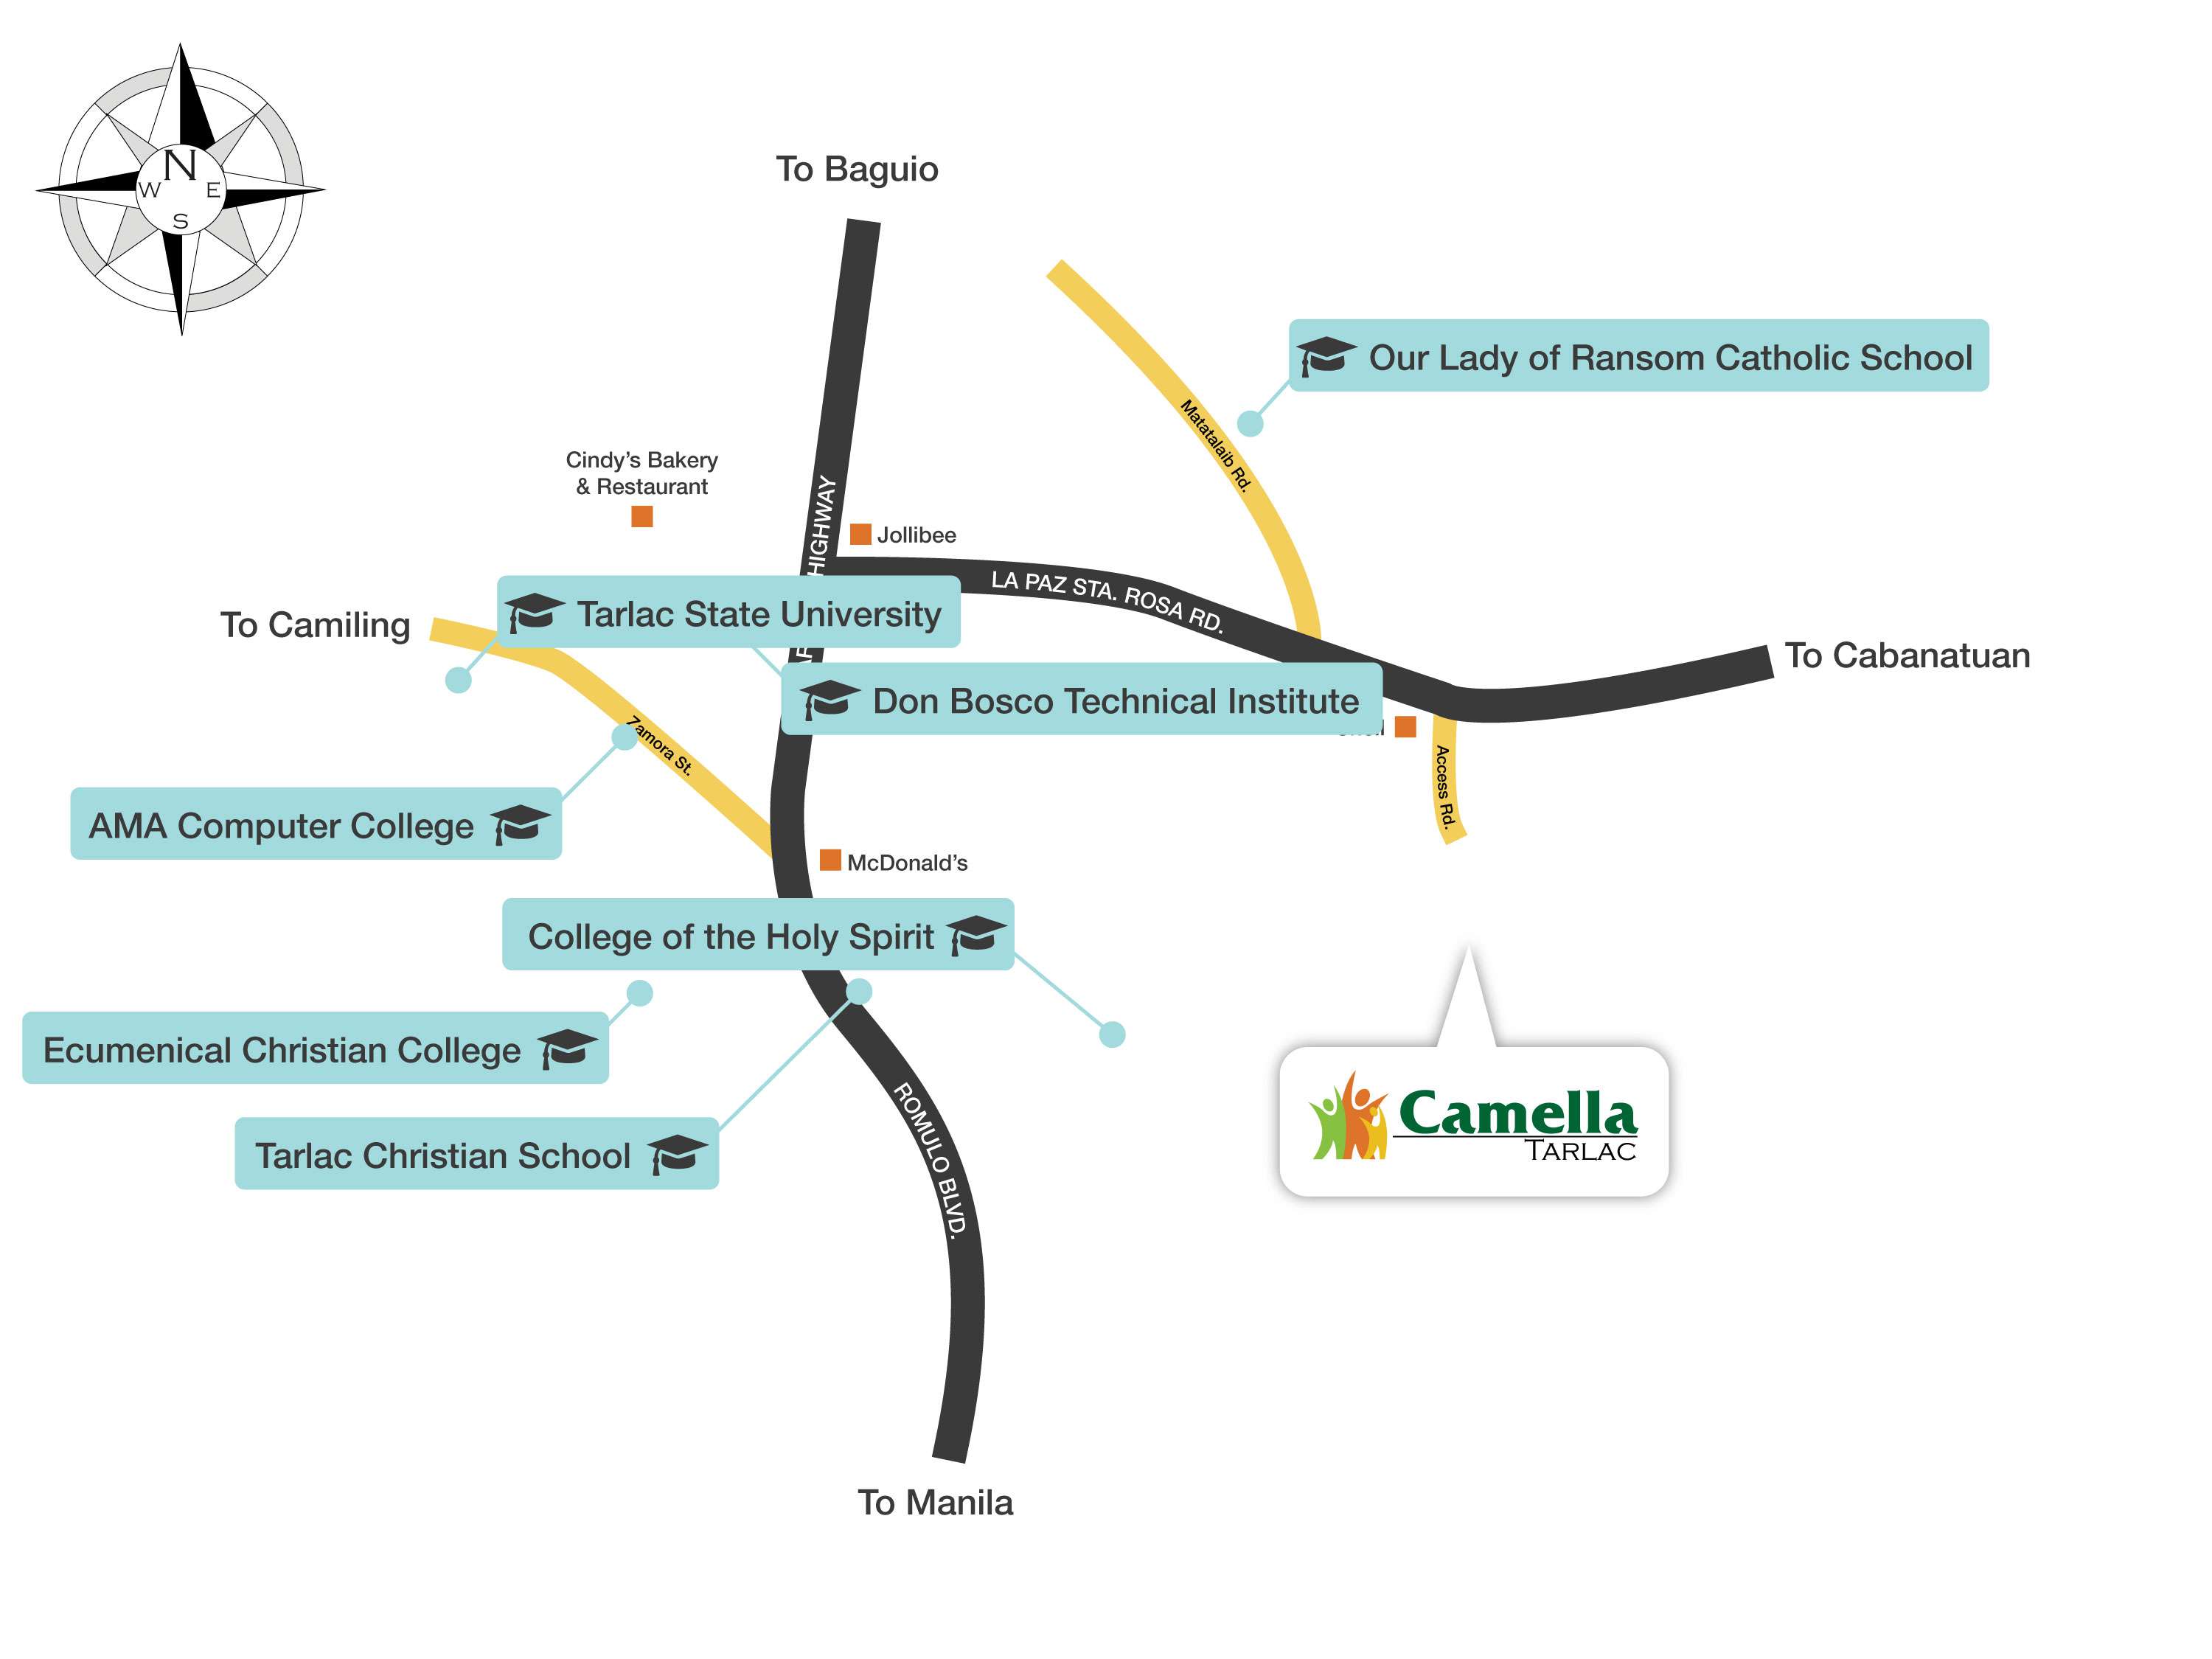 N
W E
S
To Baguio
Our Lady of Ransom Catholic School
Matatalaib Rd.
Cindy’s Bakery
& Restaurant
HIGHWAY
Jollibee
LA PAZ STA. ROSA RD.
Tarlac State University
To Camiling
To Cabanatuan
Don Bosco Technical Institute
Zamora St.
Access Rd.
AMA Computer College
McDonald’s
College of the Holy Spirit
Ecumenical Christian College
Tarlac Christian School
ROMULO BLVD.
Camella
TARLAC
To Manila